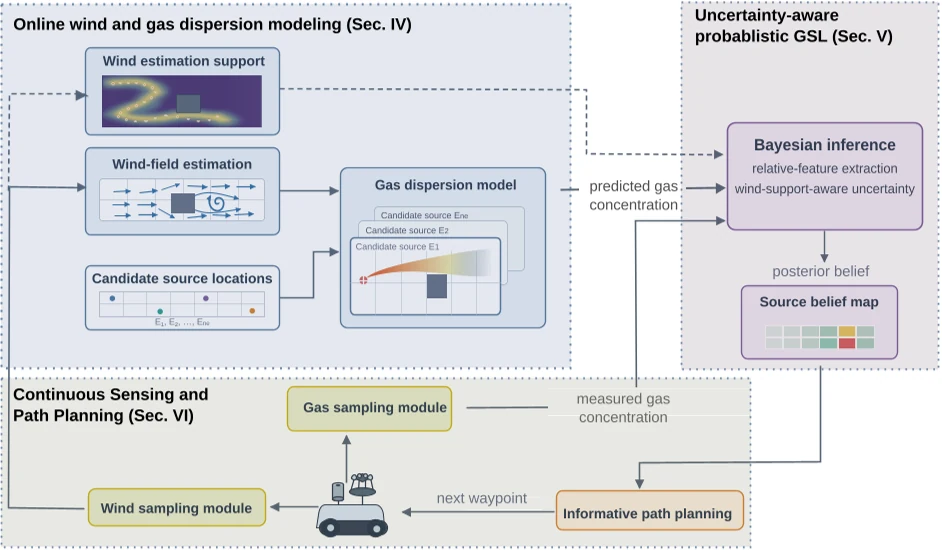 Online wind and gas dispersion modeling (Sec. IV)
Wind estimation support
Wind-field estimation
Candidate source locations
E1, E2, ..., Ene
Gas dispersion model
Candidate source Ene
Candidate source E2
Candidate source E1
predicted gas
concentration
Uncertainty-aware
probablistic GSL (Sec. V)
Bayesian inference
relative-feature extraction
wind-support-aware uncertainty
posterior belief
Source belief map
Continuous Sensing and
Path Planning (Sec. VI)
Gas sampling module
measured gas
concentration
Wind sampling module
next waypoint
Informative path planning